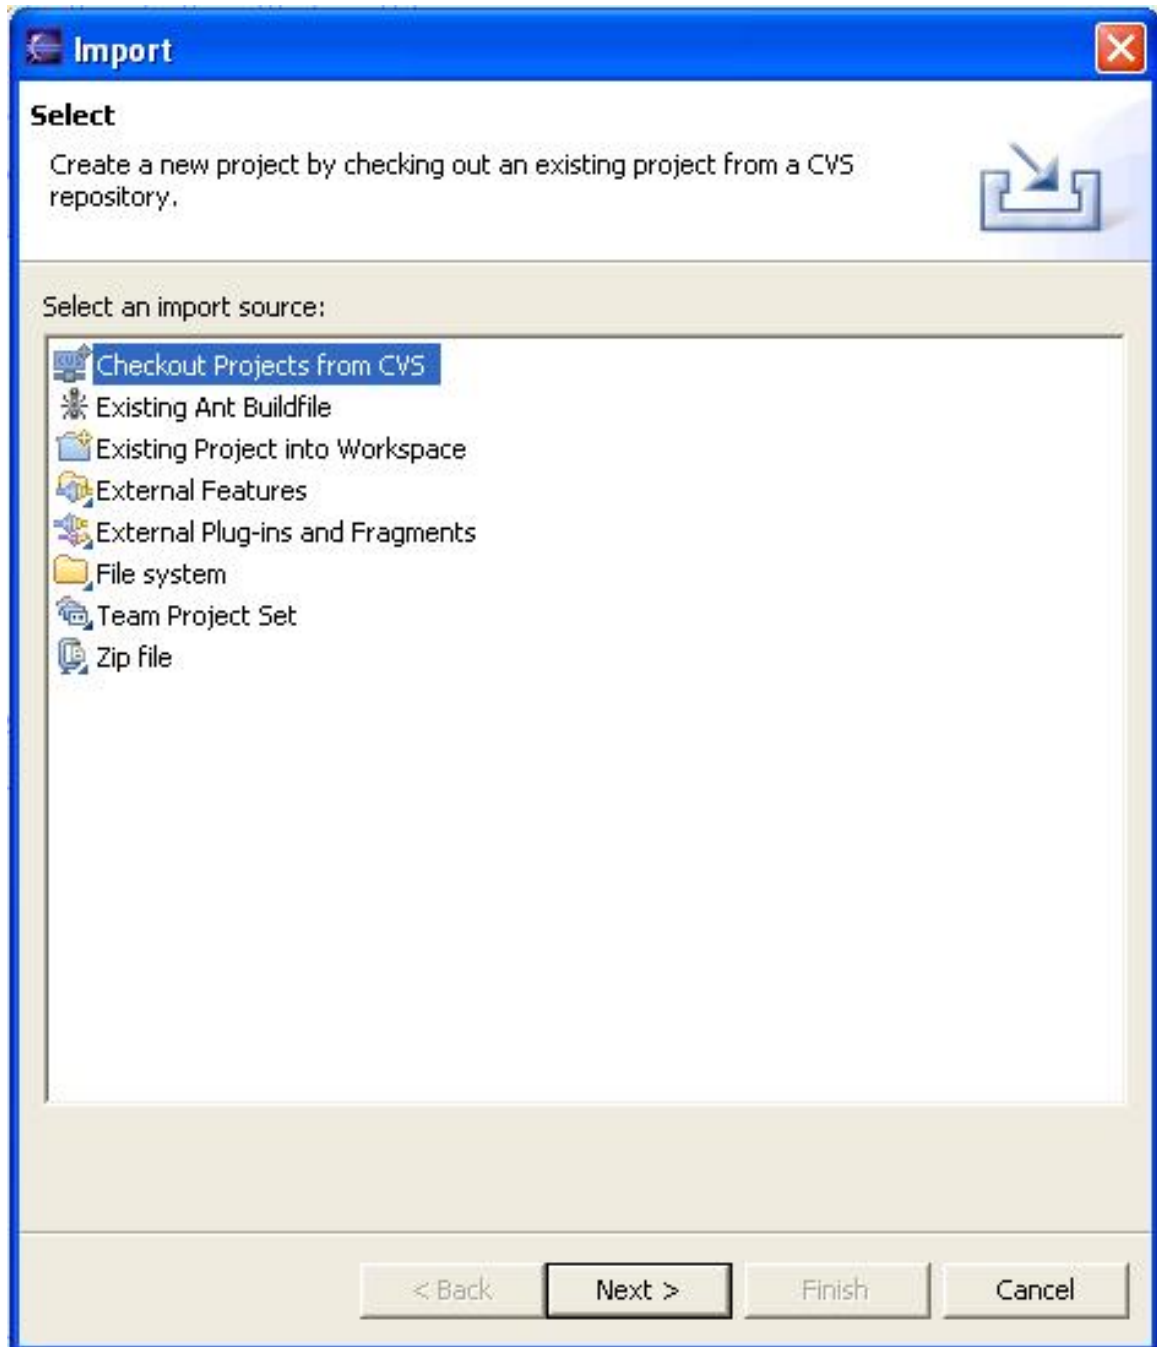 Import
Select
Create a new project by checking out an existing project from a CVS
repository.
Select an import source:
Checkout Projects from CVS
Existing Ant Buildfile
Existing Project into Workspace
External Features
External Plug-ins and Fragments
File system
Team Project Set
Zip file
< Back Next > Finish Cancel